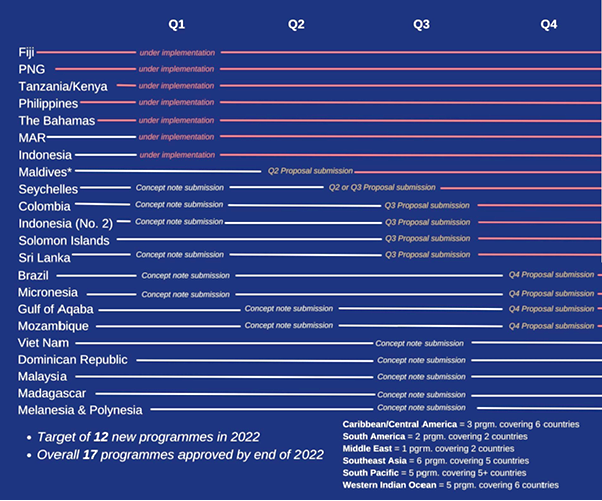 Q1 Q2 Q3 Q4
Fiji under implementation
PNG under implementation
Tanzania/Kenya under implementation
Philippines under implementation
The Bahamas under implementation
MAR under implementation
Indonesia under implementation
Maldives* Q2 Proposal submission
Seychelles Concept note submission Q2 or Q3 Proposal submission
Colombia Concept note submission Q3 Proposal submission
Indonesia (No. 2) Concept note submission Q3 Proposal submission
Solomon Islands Q3 Proposal submission
Sri Lanka Concept note submission Q3 Proposal submission
Brazil Concept note submission Q4 Proposal submission
Micronesia Concept note submission Q4 Proposal submission
Gulf of Aqaba Concept note submission Q4 Proposal submission
Mozambique Concept note submission Q4 Proposal submission
Viet Nam Concept note submission
Dominican Republic Concept note submission
Malaysia Concept note submission
Madagascar Concept note submission
Melanesia & Polynesia Concept note submission
• Target of 12 new programmes in 2022
• Overall 17 programmes approved by end of 2022
Caribbean/Central America = 3 prgm. covering 6 countries
South America = 2 prgm. covering 2 countries
Middle East = 1 pgrm. covering 2 countries
Southeast Asia = 6 prgm. covering 5 countries
South Pacific = 5 prgm. covering 5+ countries
Western Indian Ocean = 5 prgm. covering 6 countries